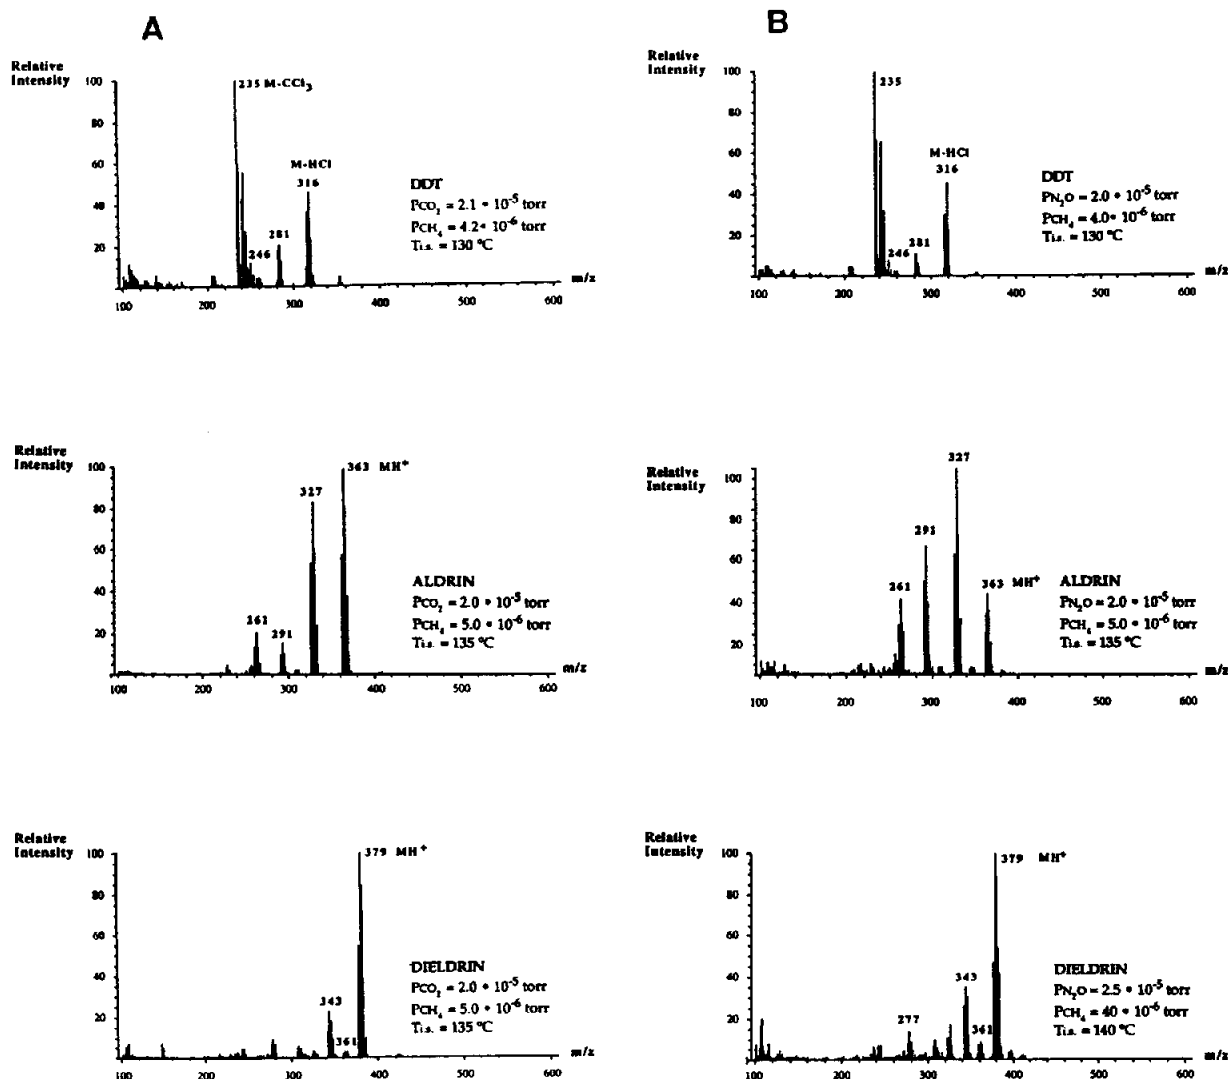 A
Relative
Intensity
100
80
60
40
20
235 M-CCl3
M-HCl
316
281
246
DDT
PCO2 = 2.1 • 10-5 torr
PCH4 = 4.2 • 10-6 torr
T i.s. = 130 °C
m/z
100 200 300 400 500 600
B
Relative
Intensity
100
80
60
40
20
235
M-HCl
316
281
246
DDT
PN2O = 2.0 • 10-5 torr
PCH4 = 4.0 • 10-6 torr
T i.s. = 130 °C
m/z
100 200 300 400 500 600
Relative
Intensity
100
80
60
40
20
363 MH+
327
261
291
ALDRIN
PCO2 = 2.0 • 10-5 torr
PCH4 = 5.0 • 10-6 torr
T i.s. = 135 °C
m/z
100 200 300 400 500 600
Relative
Intensity
100
80
60
40
20
327
291
261
363 MH+
ALDRIN
PN2O = 2.0 • 10-5 torr
PCH4 = 5.0 • 10-6 torr
T i.s. = 135 °C
m/z
100 200 300 400 500 600
Relative
Intensity
100
80
60
40
20
379 MH+
343
361
DIELDRIN
PCO2 = 2.0 • 10-5 torr
PCH4 = 5.0 • 10-6 torr
T i.s. = 135 °C
m/z
100 200 300 400 500 600
Relative
Intensity
100
80
60
40
20
379 MH+
343
361
277
DIELDRIN
PN2O = 2.5 • 10-5 torr
PCH4 = 40 • 10-6 torr
T i.s. = 140 °C
m/z
100 200 300 400 500 600